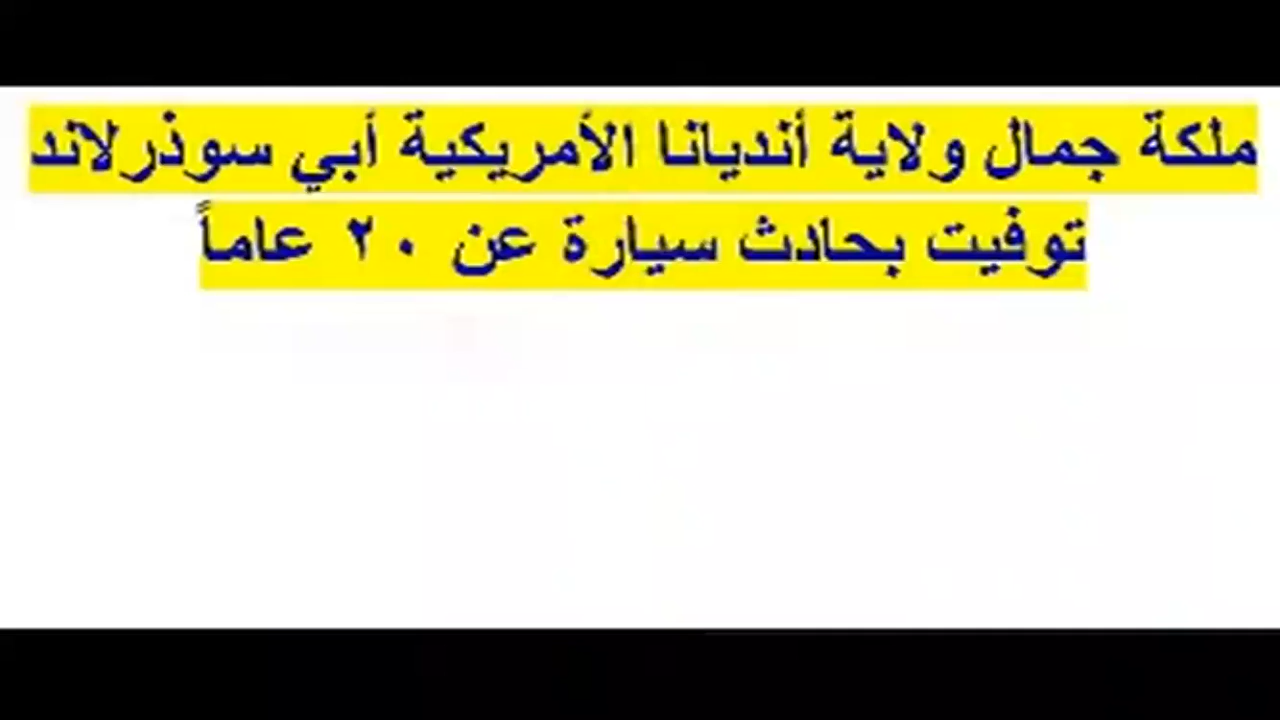 ملكة جمال ولاية أنديانا الأمريكية أبي سوذرلاند
توفيت بحادث سيارة عن ٢٠ عاماً